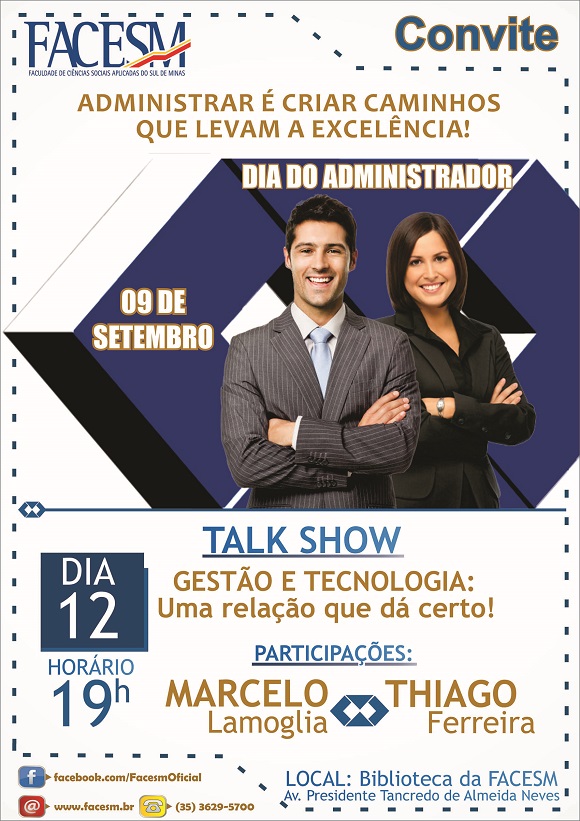 FACESM
FACULDADE DE CIÊNCIAS SOCIAIS APLICADAS DO SUL DE MINAS
Convite
ADMINISTRAR É CRIAR CAMINHOS
QUE LEVAM A EXCELÊNCIA!
DIA DO ADMINISTRADOR
09 DE
SETEMBRO
TALK SHOW
DIA
12
HORÁRIO
19h
GESTÃO E TECNOLOGIA:
Uma relação que dá certo!
PARTICIPAÇÕES:
MARCELO
Lamoglia
THIAGO
Ferreira
f facebook.com/FacesmOficial
@ www.facesm.br (35) 3629-5700
LOCAL: Biblioteca da FACESM
Av. Presidente Tancredo de Almeida Neves